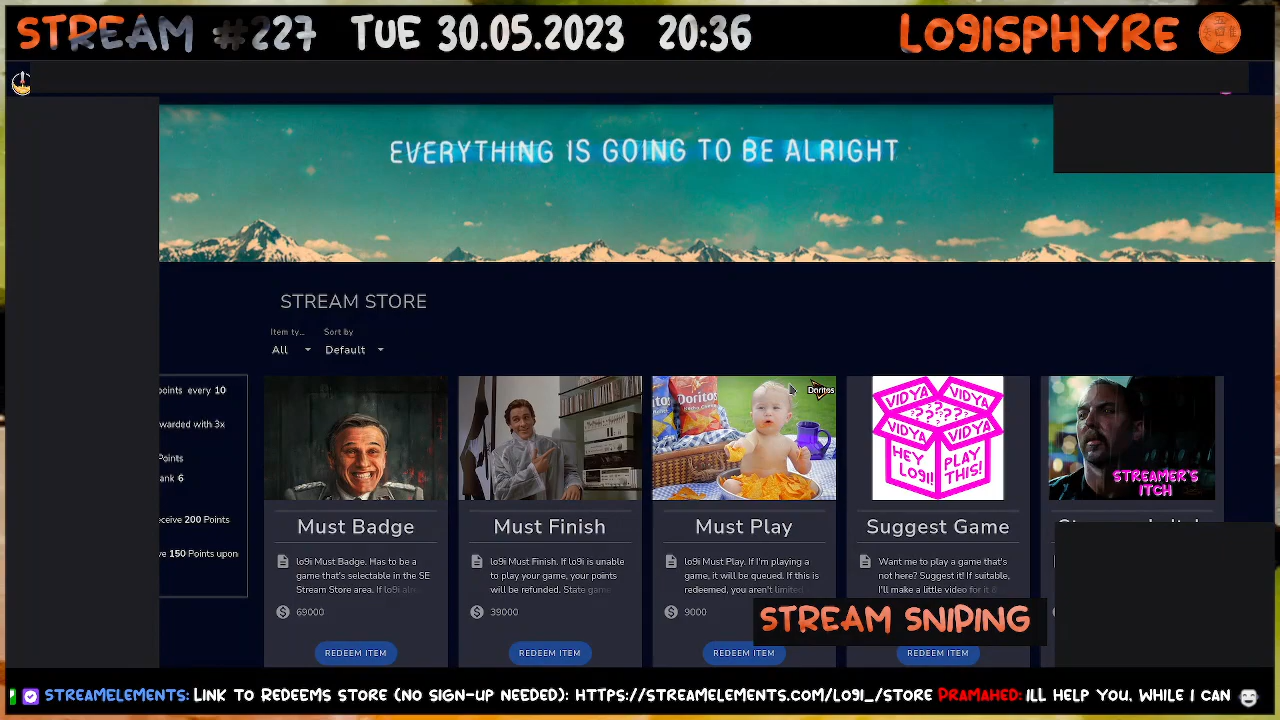 STREAM #227 TUE 30.05.2023 20:36 LO9ISPHYRE
EVERYTHING IS GOING TO BE ALRIGHT
STREAM STORE
Item ty... Sort by
All Default
points every 10
warded with 3x
Points
ank 6
eceive 200 Points
ve 150 Points upon
Doritos
Doritos
VIDYA VIDYA
??????
VIDYA VIDYA
HEY LO9I!
PLAY THIS!
STREAMER'S
ITCH
Must Badge
lo9i Must Badge. Has to be a
game that's selectable in the SE
Stream Store area. If lo9i
69000
REDEEM ITEM
Must Finish
lo9i Must Finish. If lo9i is unable
to play your game, your points
will be refunded. State game
39000
REDEEM ITEM
Must Play
lo9i Must Play. If I'm playing a
game, it will be queued. If this is
redeemed, you aren't limited
9000
REDEEM ITEM
Suggest Game
Want me to play a game that's
not here? Suggest it! If suitable,
I'll make a little video for it &
REDEEM ITEM
STREAM SNIPING
STREAMELEMENTS: LINK TO REDEEMS STORE (NO SIGN-UP NEEDED): HTTPS://STREAMELEMENTS.COM/LO9I_/STORE PRAMAHED: ILL HELP YOU, WHILE I CAN